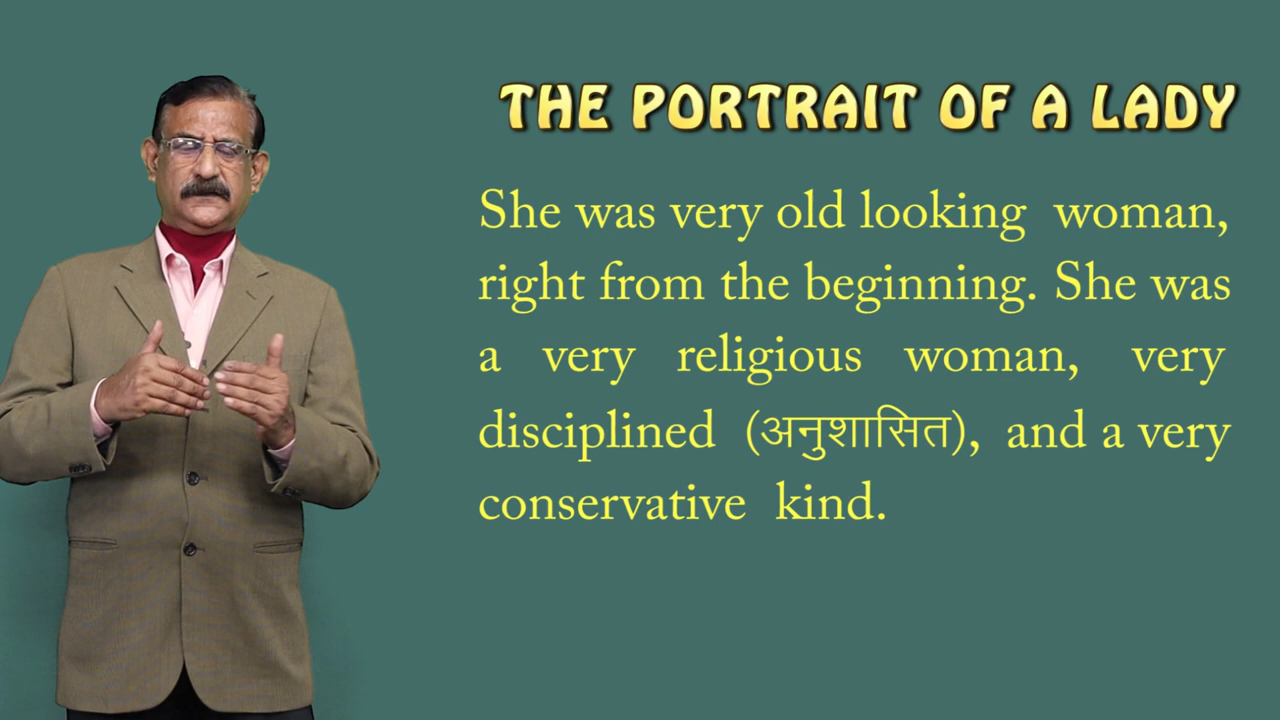 THE PORTRAIT OF A LADY
She was very old looking woman,
right from the beginning. She was
a very religious woman, very
disciplined (अनुशासित), and a very
conservative kind.